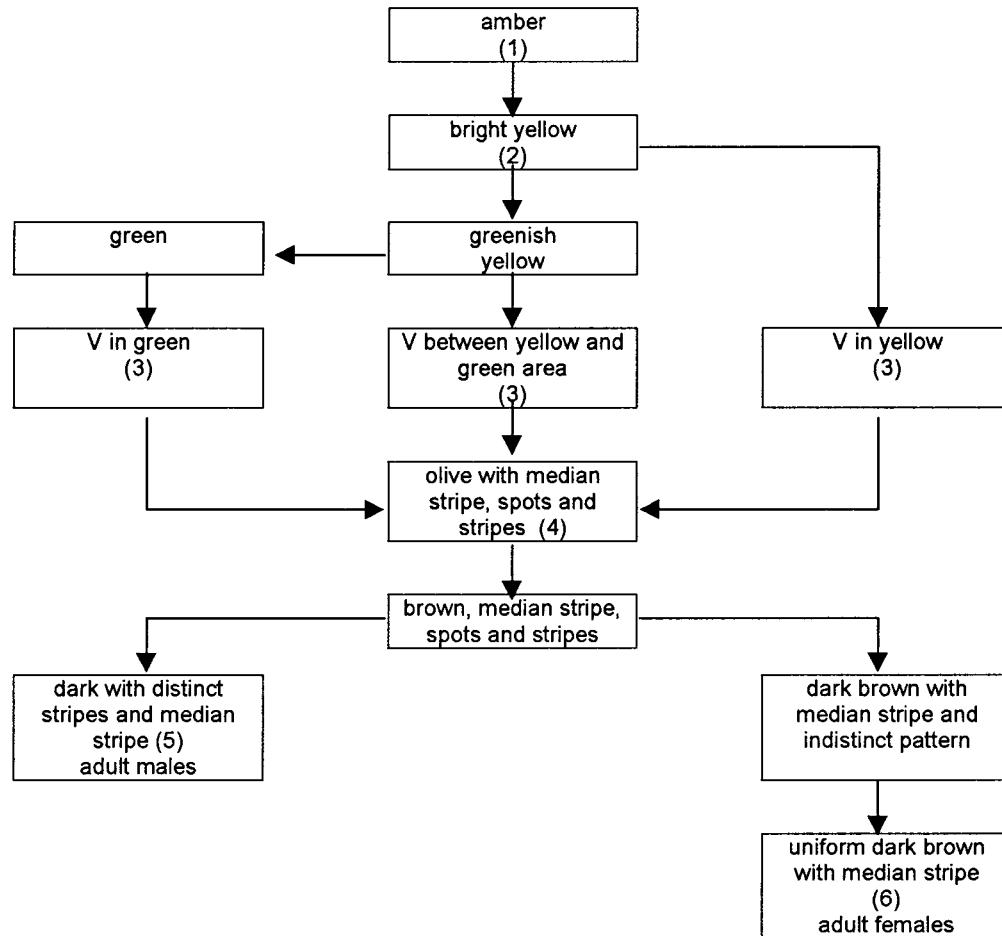 amber
(1)
bright yellow
(2)
green
greenish
yellow
V in green
(3)
V between yellow and
green area
(3)
V in yellow
(3)
olive with median
stripe, spots and
stripes (4)
brown, median stripe,
spots and stripes
dark with distinct
stripes and median
stripe (5)
adult males
dark brown with
median stripe and
indistinct pattern
uniform dark brown
with median stripe
(6)
adult females